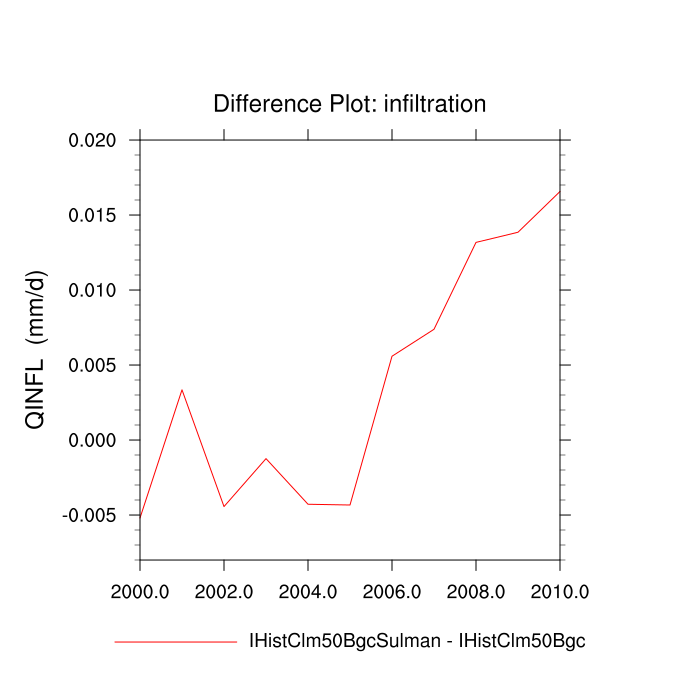 Difference Plot: infiltration
0.020
0.015
0.010
0.005
0.000
-0.005
QINFL (mm/d)
2000.0 2002.0 2004.0 2006.0 2008.0 2010.0
IHistClm50BgcSulman - IHistClm50Bgc